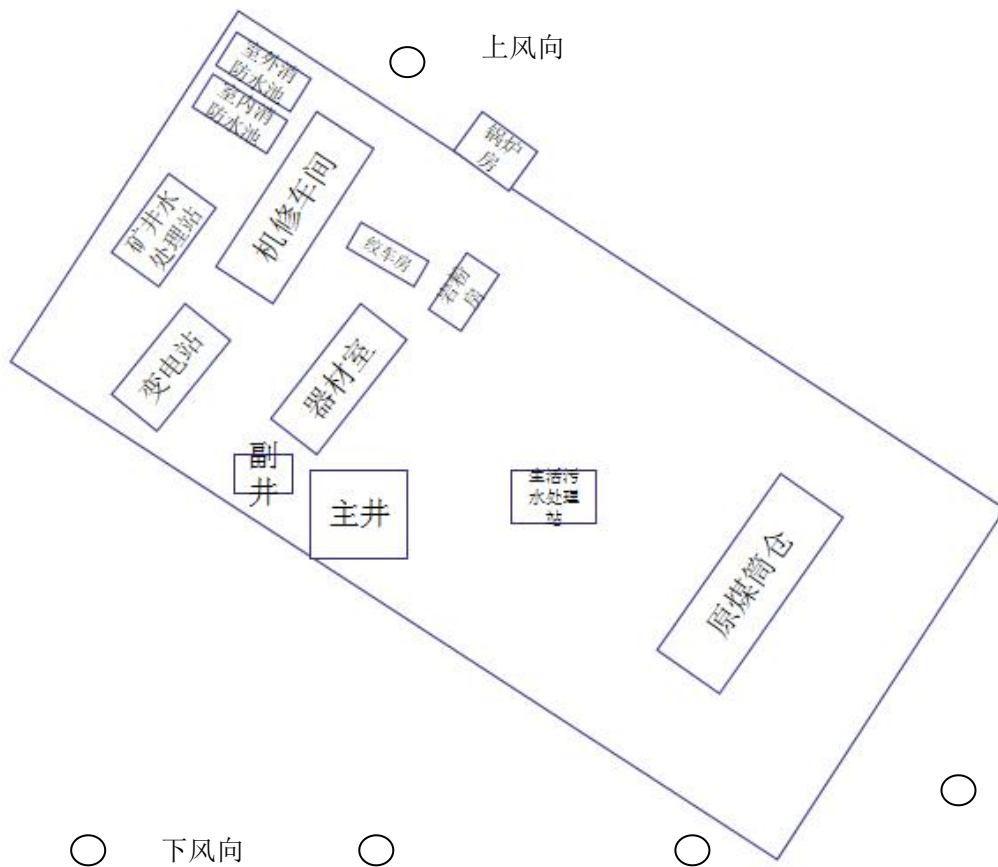 上风向
室外消
防水池
室内消
防水池
锅炉
房
机修车间
矿井水
处理站
绞车房
岩粉
房
变电站
器材室
副
井
主井
生活污
水处理
站
原煤筒仓
下风向